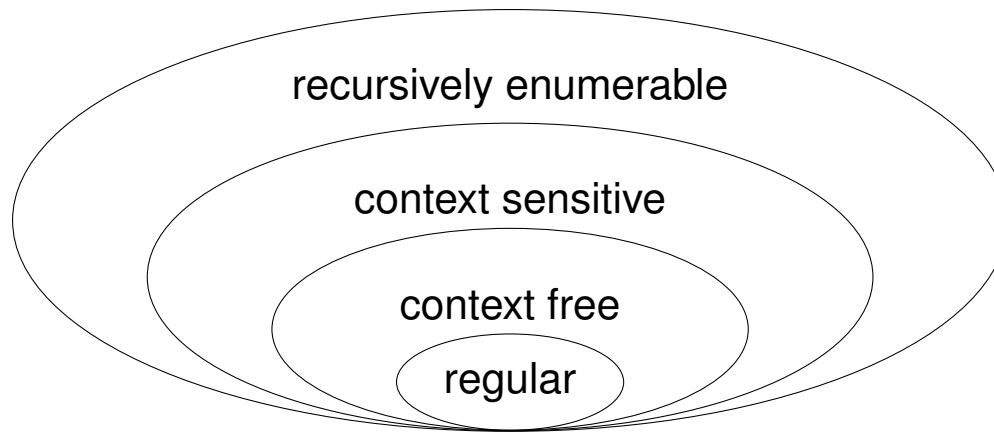 recursively enumerable
context sensitive
context free
regular